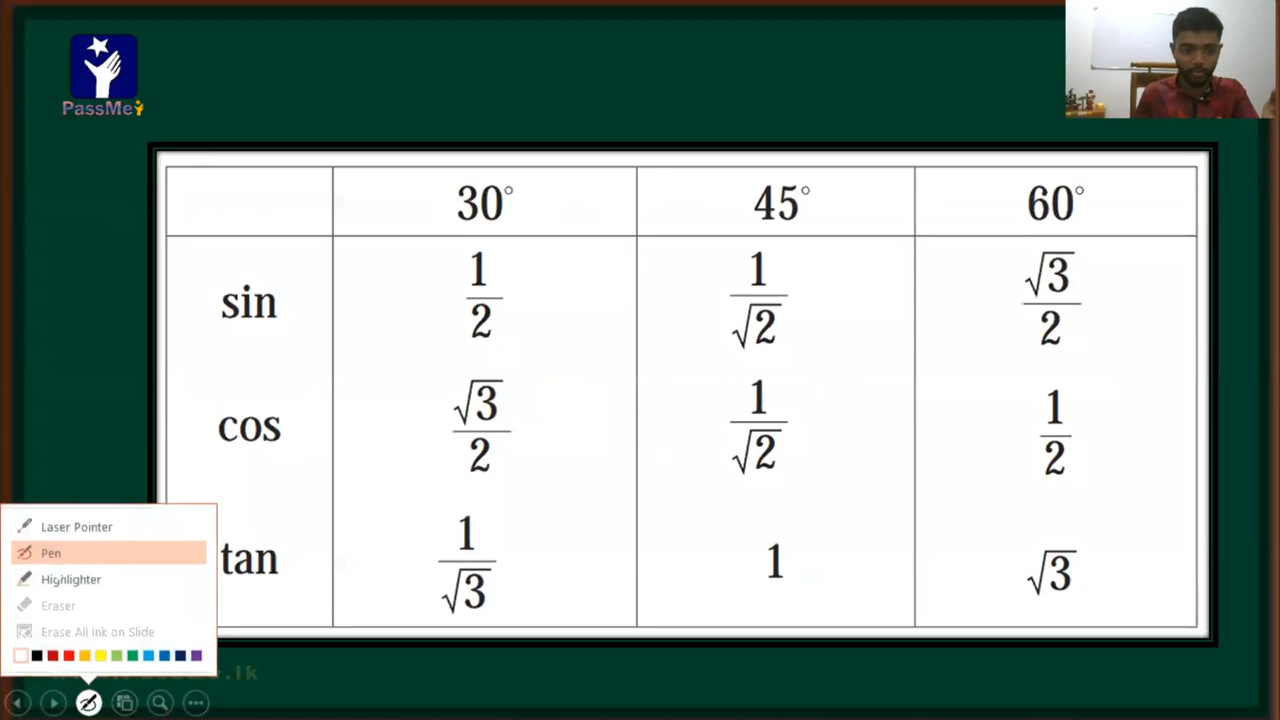 PassMe
30° 45° 60°
sin 1/2 1/√2 √3/2
cos √3/2 1/√2 1/2
tan 1/√3 1 √3
Laser Pointer
Pen
Highlighter
Eraser
Erase All Ink on Slide
.lk